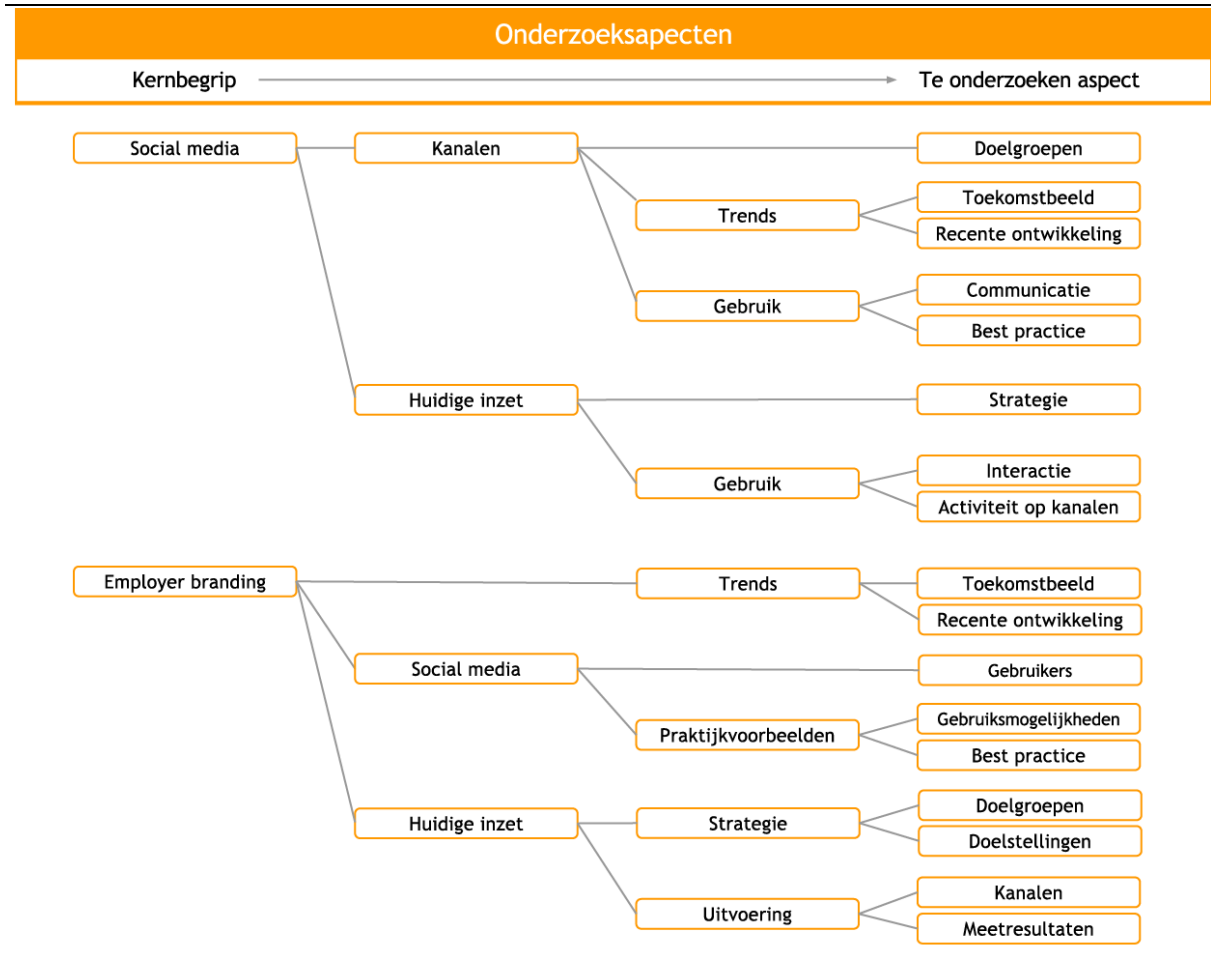 Onderzoeksapecten
Kernbegrip
Te onderzoeken aspect
Social media
Kanalen
Doelgroepen
Trends
Toekomstbeeld
Recente ontwikkeling
Gebruik
Communicatie
Best practice
Huidige inzet
Strategie
Gebruik
Interactie
Activiteit op kanalen
Employer branding
Trends
Toekomstbeeld
Recente ontwikkeling
Social media
Gebruikers
Praktijkvoorbeelden
Gebruiksmogelijkheden
Best practice
Huidige inzet
Strategie
Doelgroepen
Doelstellingen
Uitvoering
Kanalen
Meetresultaten